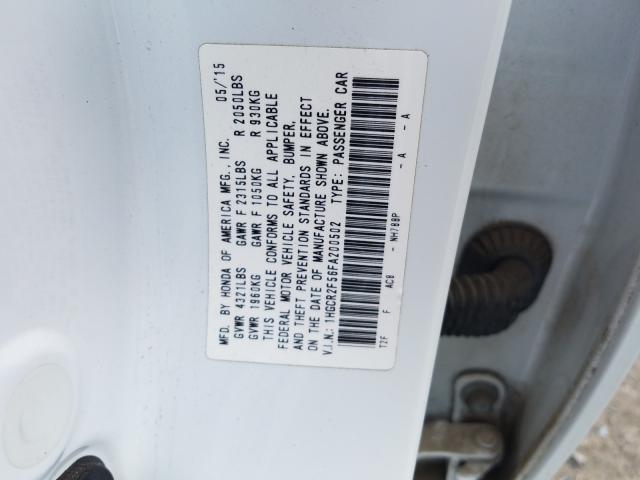 MFD. BY HONDA OF AMERICA MFG., INC. 05/'15
GVWR 4321LBS GAWR F 2315LBS R 2050LBS
GVWR 1960KG GAWR F 1050KG R 930KG
THIS VEHICLE CONFORMS TO ALL APPLICABLE
FEDERAL MOTOR VEHICLE SAFETY, BUMPER,
AND THEFT PREVENTION STANDARDS IN EFFECT
ON THE DATE OF MANUFACTURE SHOWN ABOVE.
V.I.N.: 1HGCR2F56FA200502 TYPE: PASSENGER CAR
T2F F AC8 - NH788P - A - A